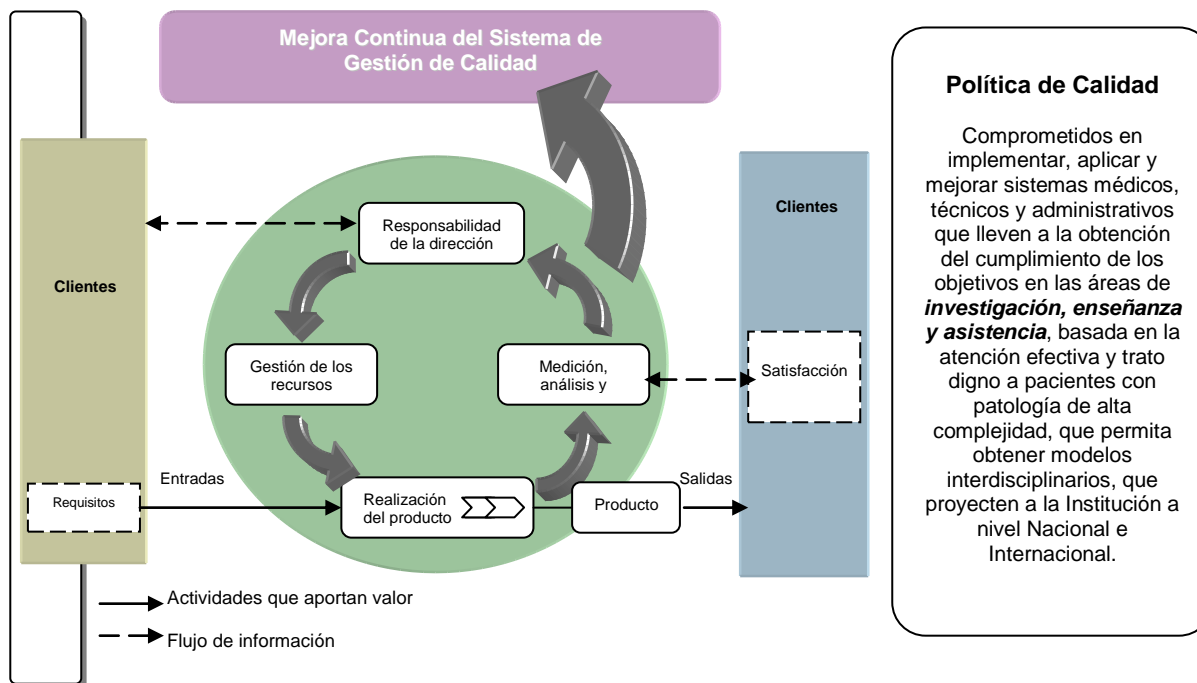 Mejora Continua del Sistema de
Gestión de Calidad
Clientes
Requisitos
Entradas
Responsabilidad
de la dirección
Gestión de los
recursos
Medición,
análisis y
Realización
del producto
Producto
Salidas
Clientes
Satisfacción
Actividades que aportan valor
Flujo de información
Política de Calidad
Comprometidos en
implementar, aplicar y
mejorar sistemas médicos,
técnicos y administrativos
que lleven a la obtención
del cumplimiento de los
objetivos en las áreas de
investigación, enseñanza
y asistencia, basada en la
atención efectiva y trato
digno a pacientes con
patología de alta
complejidad, que permita
obtener modelos
interdisciplinarios, que
proyecten a la Institución a
nivel Nacional e
Internacional.